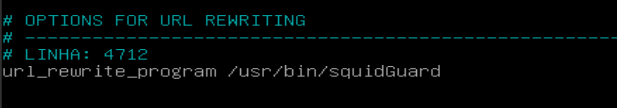 # OPTIONS FOR URL REWRITING
# -----------------------------------------------------
# LINHA: 4712
url_rewrite_program /usr/bin/squidGuard